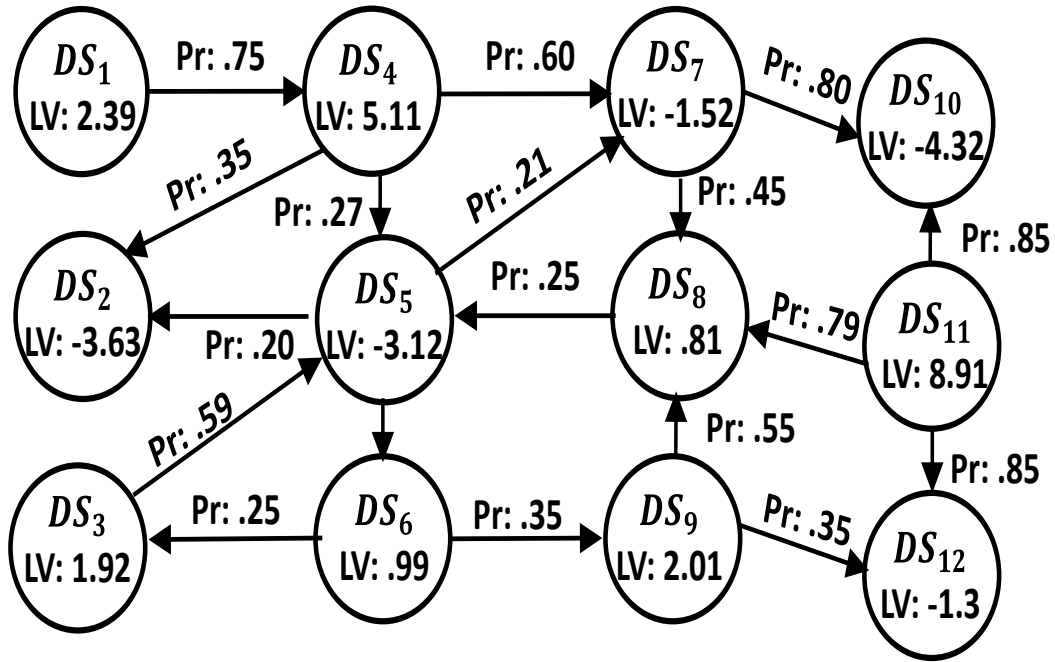 DS₁
LV: 2.39
Pr: .75
DS₄
LV: 5.11
Pr: .60
DS₇
LV: -1.52
Pr: .80
DS₁₀
LV: -4.32
Pr: .35
Pr: .27
Pr: .21
Pr: .45
Pr: .85
DS₂
LV: -3.63
Pr: .20
DS₅
LV: -3.12
Pr: .25
DS₈
LV: .81
Pr: .79
DS₁₁
LV: 8.91
Pr: .59
Pr: .55
Pr: .85
DS₃
LV: 1.92
Pr: .25
DS₆
LV: .99
Pr: .35
DS₉
LV: 2.01
Pr: .35
DS₁₂
LV: -1.3